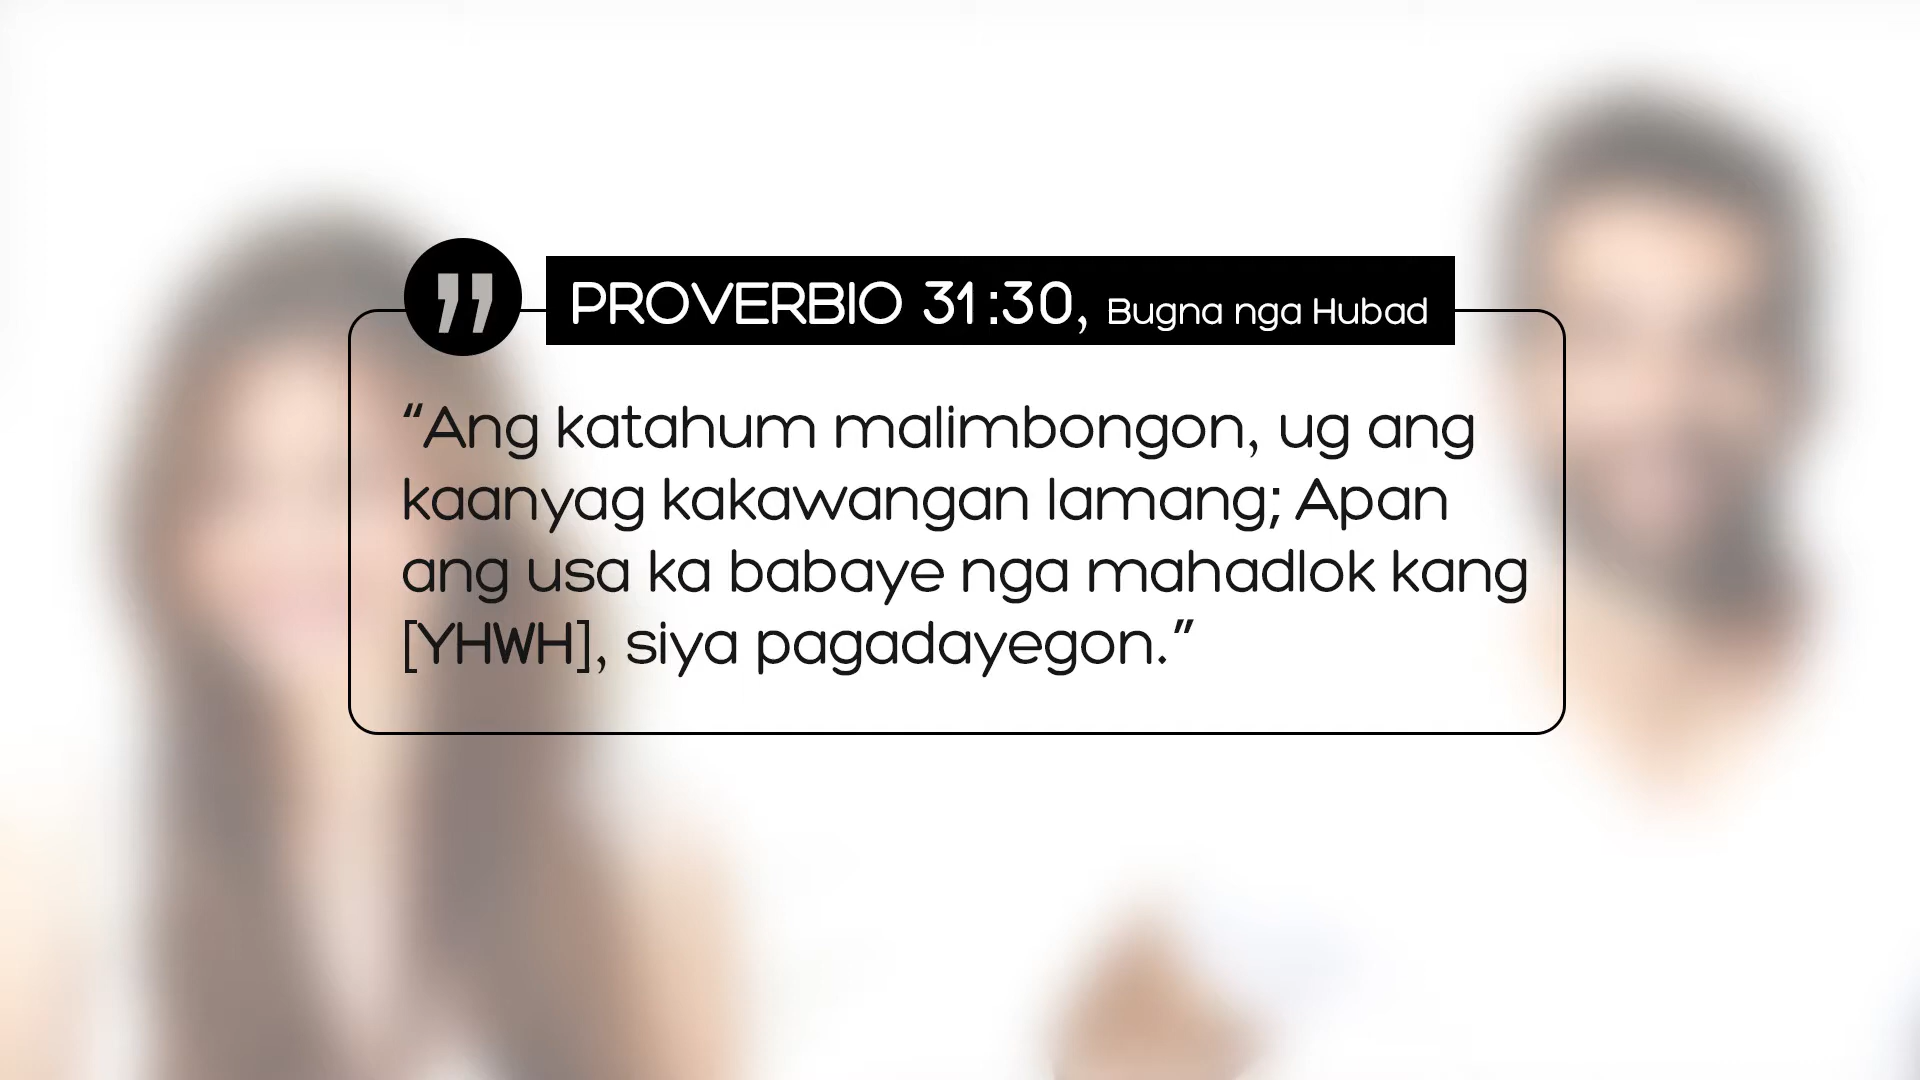 PROVERBIO 31:30, Bugna nga Hubad
“Ang katahum malimbongon, ug ang
kaanyag kakawangan lamang; Apan
ang usa ka babaye nga mahadlok kang
[YHWH], siya pagadayegon.”